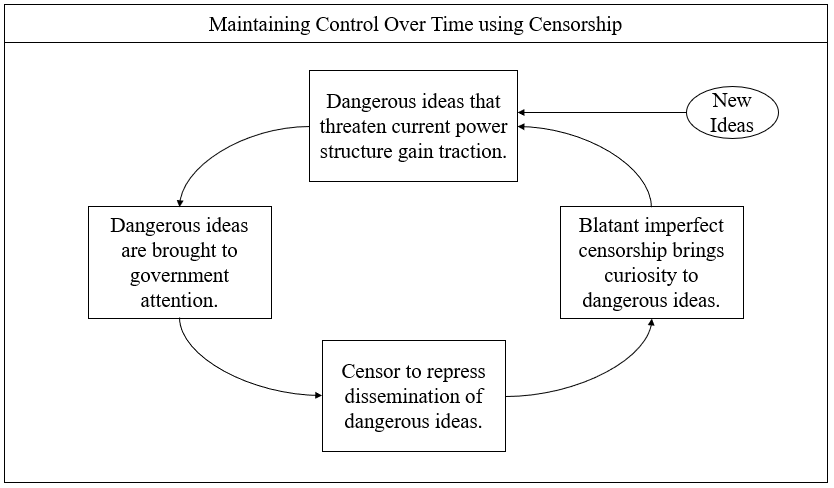 Maintaining Control Over Time using Censorship
Dangerous ideas that
threaten current power
structure gain traction.
New
Ideas
Dangerous ideas
are brought to
government
attention.
Blatant imperfect
censorship brings
curiosity to
dangerous ideas.
Censor to repress
dissemination of
dangerous ideas.